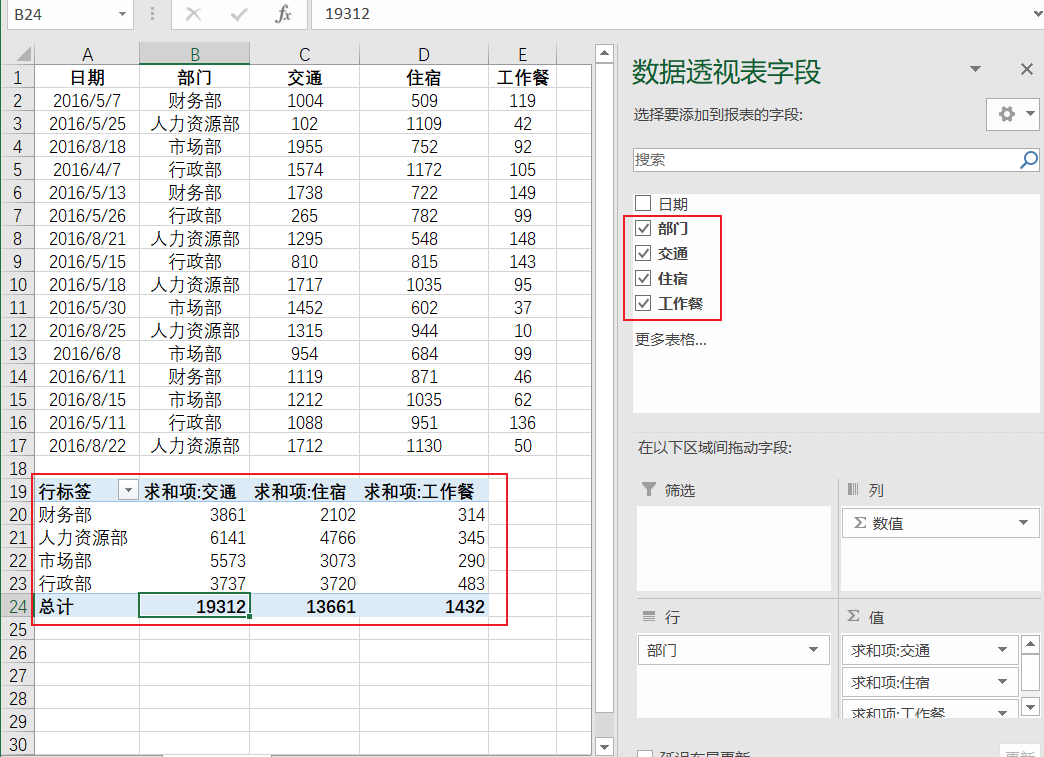 B24 fx 19312
A B C D E
1 日期 部门 交通 住宿 工作餐
2 2016/5/7 财务部 1004 509 119
3 2016/5/25 人力资源部 102 1109 42
4 2016/8/18 市场部 1955 752 92
5 2016/4/7 行政部 1574 1172 105
6 2016/5/13 财务部 1738 722 149
7 2016/5/26 行政部 265 782 99
8 2016/8/21 人力资源部 1295 548 148
9 2016/5/15 行政部 810 815 143
10 2016/5/18 人力资源部 1717 1035 95
11 2016/5/30 市场部 1452 602 37
12 2016/8/25 人力资源部 1315 944 10
13 2016/6/8 市场部 954 684 99
14 2016/6/11 财务部 1119 871 46
15 2016/8/15 市场部 1212 1035 62
16 2016/5/11 行政部 1088 951 136
17 2016/8/22 人力资源部 1712 1130 50
18
19 行标签 求和项:交通 求和项:住宿 求和项:工作餐
20 财务部 3861 2102 314
21 人力资源部 6141 4766 345
22 市场部 5573 3073 290
23 行政部 3737 3720 483
24 总计 19312 13661 1432
25
26
27
28
29
30
数据透视表字段
选择要添加到报表的字段:
搜索
日期
部门
交通
住宿
工作餐
更多表格...
在以下区域间拖动字段:
筛选
列
Σ 数值
行
部门
Σ 值
求和项:交通
求和项:住宿
求和项:工作餐
延迟布局更新
更新